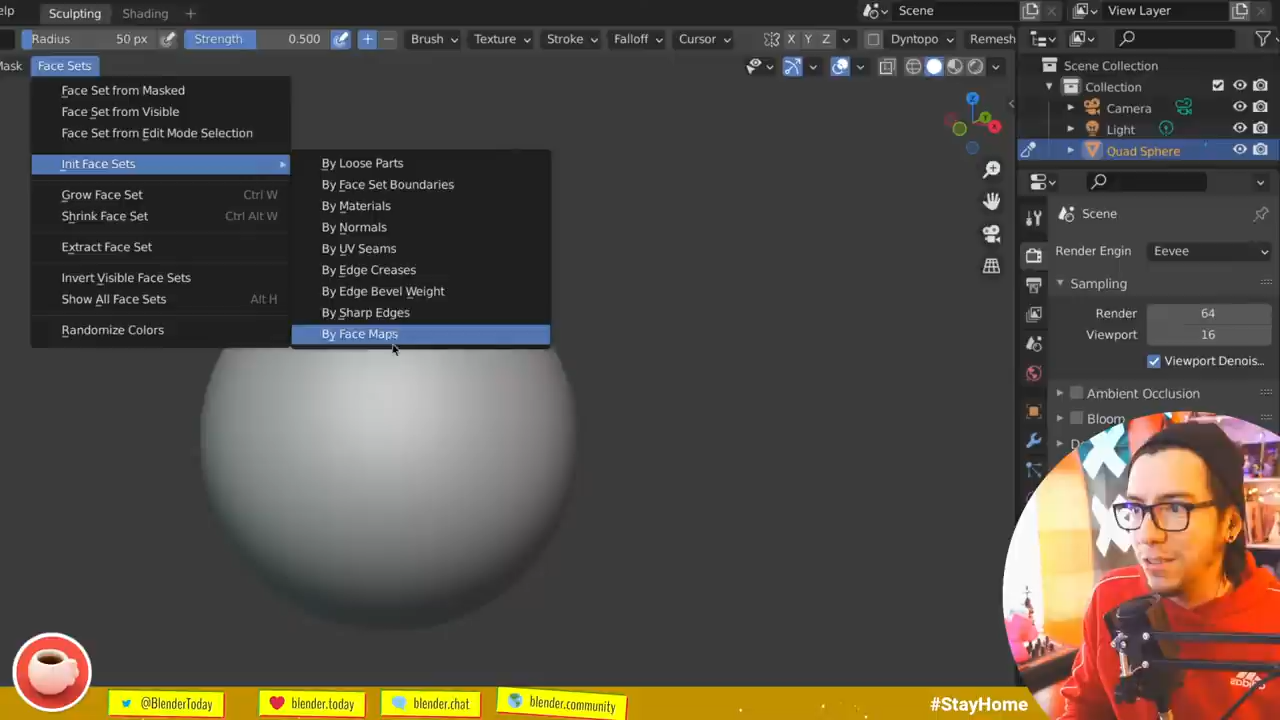 Sculpting Shading + Scene View Layer
Radius 50 px Strength 0.500 Brush Texture Stroke Falloff Cursor X Y Z Dyntopo Remesh
Mask Face Sets
Face Set from Masked
Face Set from Visible
Face Set from Edit Mode Selection
Init Face Sets
Grow Face Set Ctrl W
Shrink Face Set Ctrl Alt W
Extract Face Set
Invert Visible Face Sets
Show All Face Sets Alt H
Randomize Colors
By Loose Parts
By Face Set Boundaries
By Materials
By Normals
By UV Seams
By Edge Creases
By Edge Bevel Weight
By Sharp Edges
By Face Maps
Z
Y
X
Scene Collection
Collection
Camera
Light
Quad Sphere
Scene
Render Engin Eevee
Sampling
Render 64
Viewport 16
Viewport Denois...
Ambient Occlusion
Bloom
adidas
@BlenderToday blender.today blender.chat blender.community #StayHome